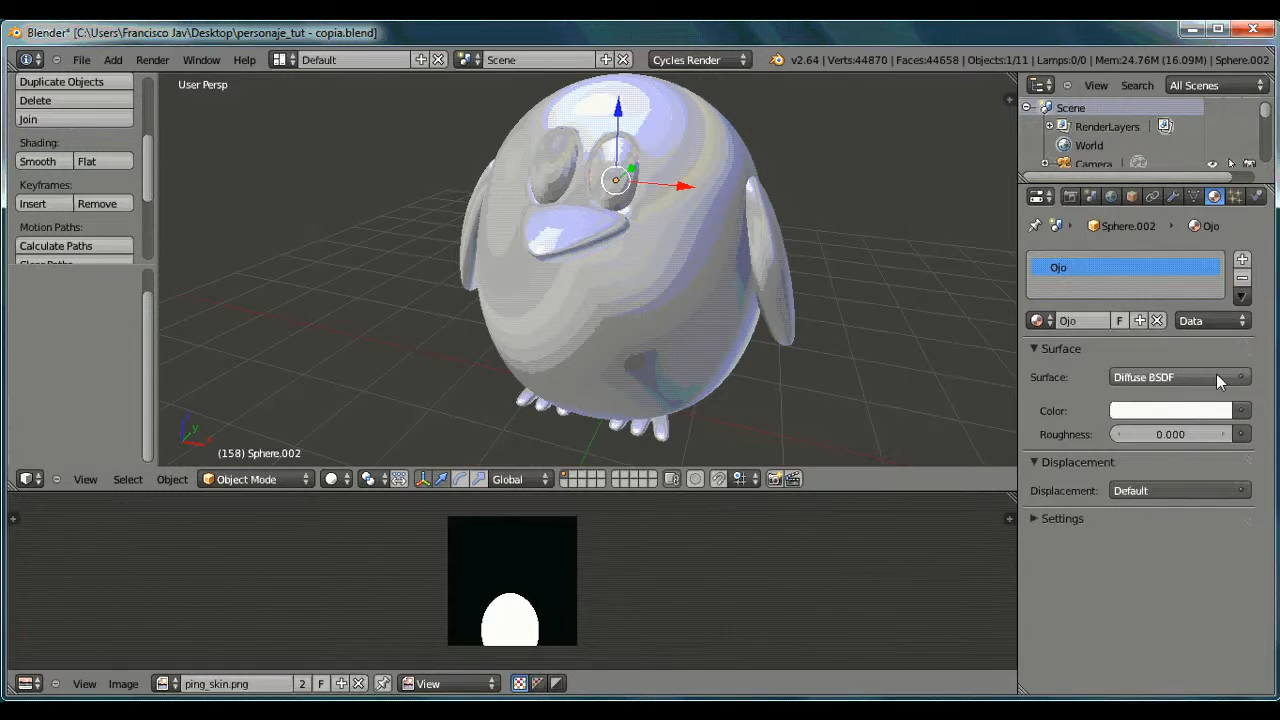 Blender* [C:\Users\Francisco Jav\Desktop\personaje_tut - copia.blend]
File Add Render Window Help Default Scene Cycles Render v2.64 | Verts:44870 | Faces:44658 | Objects:1/11 | Lamps:0/0 | Mem:24.76M (16.09M) | Sphere.002
Duplicate Objects
Delete
Join
Shading:
Smooth Flat
Keyframes:
Insert Remove
Motion Paths:
Calculate Paths
User Persp
(158) Sphere.002
View Select Object Object Mode Global
View Image ping_skin.png 2 F View
View Search All Scenes
Scene
RenderLayers
World
Camera
Sphere.002 Ojo
Ojo
Ojo F Data
Surface
Surface: Diffuse BSDF
Color:
Roughness: 0.000
Displacement
Displacement: Default
Settings